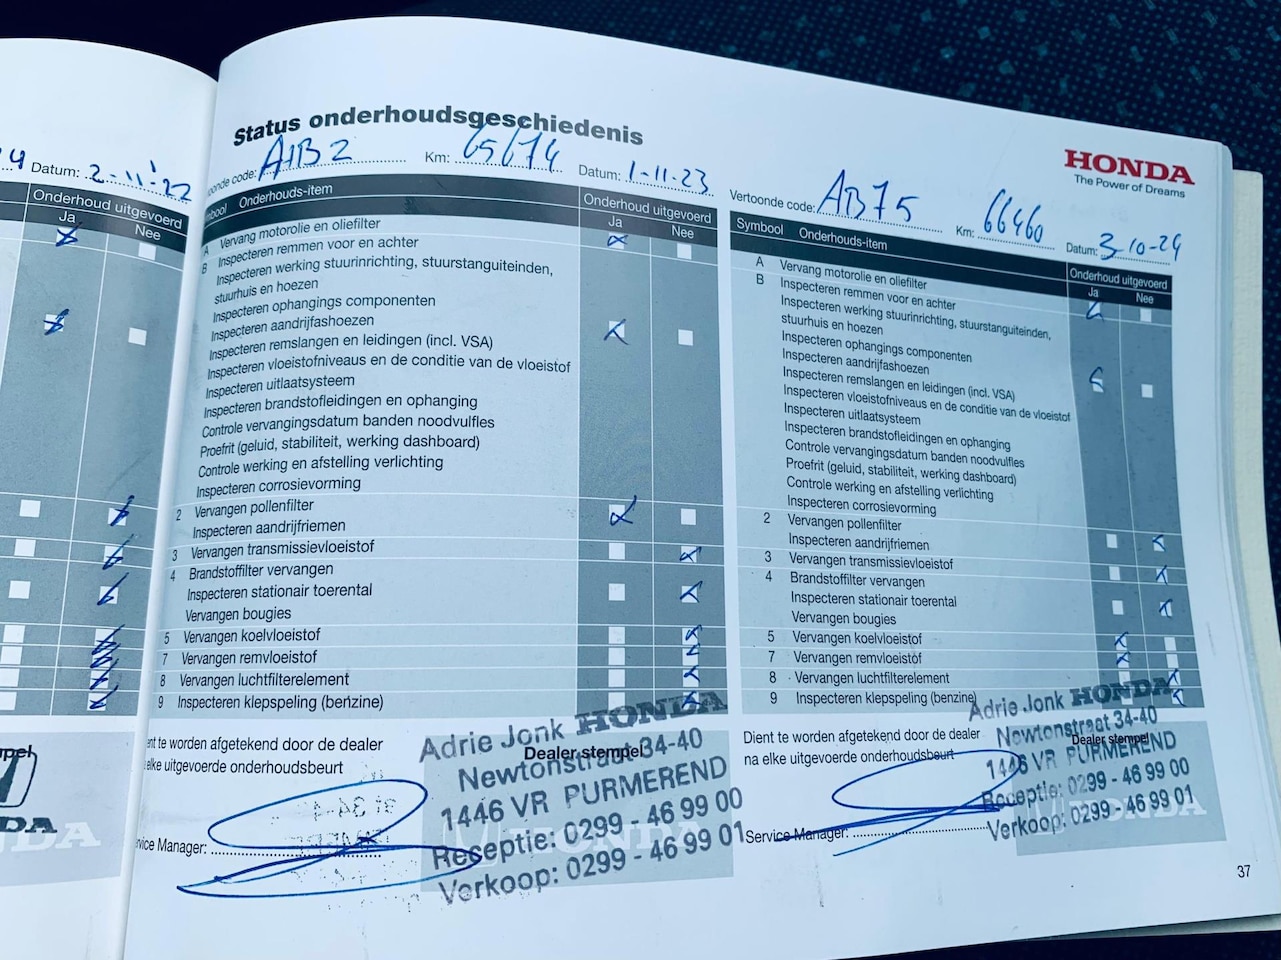 Status onderhoudsgeschiedenis
HONDA
The Power of Dreams
Datum: 2-11-22
Onderhoud uitgevoerd
Ja
Nee
code: A1B2 Km: 65674 Datum: 1-11-23
Onderhouds-item Onderhoud uitgevoerd
Ja Nee
A Vervang motorolie en oliefilter
B Inspecteren remmen voor en achter
Inspecteren werking stuurinrichting, stuurstanguiteinden,
stuurhuis en hoezen
Inspecteren ophangings componenten
Inspecteren aandrijfashoezen
Inspecteren remslangen en leidingen (incl. VSA)
Inspecteren vloeistofniveaus en de conditie van de vloeistof
Inspecteren uitlaatsysteem
Inspecteren brandstofleidingen en ophanging
Controle vervangingsdatum banden noodvulfles
Proefrit (geluid, stabiliteit, werking dashboard)
Controle werking en afstelling verlichting
Inspecteren corrosievorming
2 Vervangen pollenfilter
Inspecteren aandrijfriemen
3 Vervangen transmissievloeistof
4 Brandstoffilter vervangen
Inspecteren stationair toerental
Vervangen bougies
5 Vervangen koelvloeistof
7 Vervangen remvloeistof
8 Vervangen luchtfilterelement
9 Inspecteren klepspeling (benzine)
te worden afgetekend door de dealer
elke uitgevoerde onderhoudsbeurt
Manager:
Dealer stempel
Adrie Jonk HONDA
Newtonstraat 34-40
1446 VR PURMEREND
Receptie: 0299 - 46 99 00
Verkoop: 0299 - 46 99 01
Vertoonde code: AB75 Km: 66460 Datum: 3-10-24
Symbool Onderhouds-item Onderhoud uitgevoerd
Ja Nee
A Vervang motorolie en oliefilter
B Inspecteren remmen voor en achter
Inspecteren werking stuurinrichting, stuurstanguiteinden,
stuurhuis en hoezen
Inspecteren ophangings componenten
Inspecteren aandrijfashoezen
Inspecteren remslangen en leidingen (incl. VSA)
Inspecteren vloeistofniveaus en de conditie van de vloeistof
Inspecteren uitlaatsysteem
Inspecteren brandstofleidingen en ophanging
Controle vervangingsdatum banden noodvulfles
Proefrit (geluid, stabiliteit, werking dashboard)
Controle werking en afstelling verlichting
Inspecteren corrosievorming
2 Vervangen pollenfilter
Inspecteren aandrijfriemen
3 Vervangen transmissievloeistof
4 Brandstoffilter vervangen
Inspecteren stationair toerental
Vervangen bougies
5 Vervangen koelvloeistof
7 Vervangen remvloeistof
8 Vervangen luchtfilterelement
9 Inspecteren klepspeling (benzine)
Dient te worden afgetekend door de dealer
na elke uitgevoerde onderhoudsbeurt
Service Manager:
Dealer stempel
Adrie Jonk HONDA
Newtonstraat 34-40
1446 VR PURMEREND
Receptie: 0299 - 46 99 00
Verkoop: 0299 - 46 99 01
37